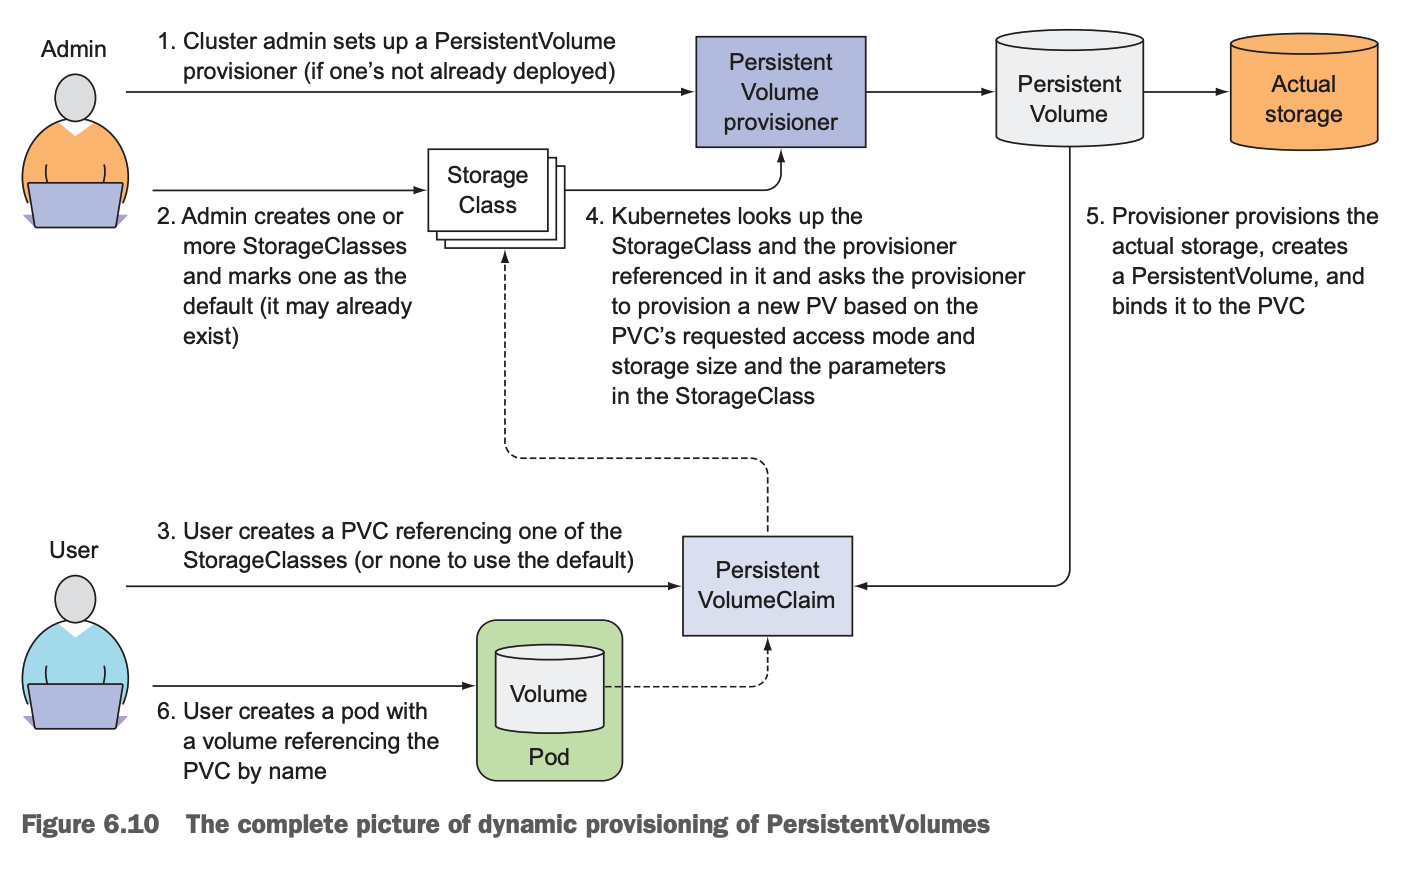 Admin
1. Cluster admin sets up a PersistentVolume
provisioner (if one’s not already deployed)
Persistent
Volume
provisioner
Persistent
Volume
Actual
storage
Storage
Class
2. Admin creates one or
more StorageClasses
and marks one as the
default (it may already
exist)
4. Kubernetes looks up the
StorageClass and the provisioner
referenced in it and asks the provisioner
to provision a new PV based on the
PVC’s requested access mode and
storage size and the parameters
in the StorageClass
5. Provisioner provisions the
actual storage, creates
a PersistentVolume, and
binds it to the PVC
User
3. User creates a PVC referencing one of the
StorageClasses (or none to use the default)
Persistent
VolumeClaim
6. User creates a pod with
a volume referencing the
PVC by name
Volume
Pod
Figure 6.10 The complete picture of dynamic provisioning of PersistentVolumes